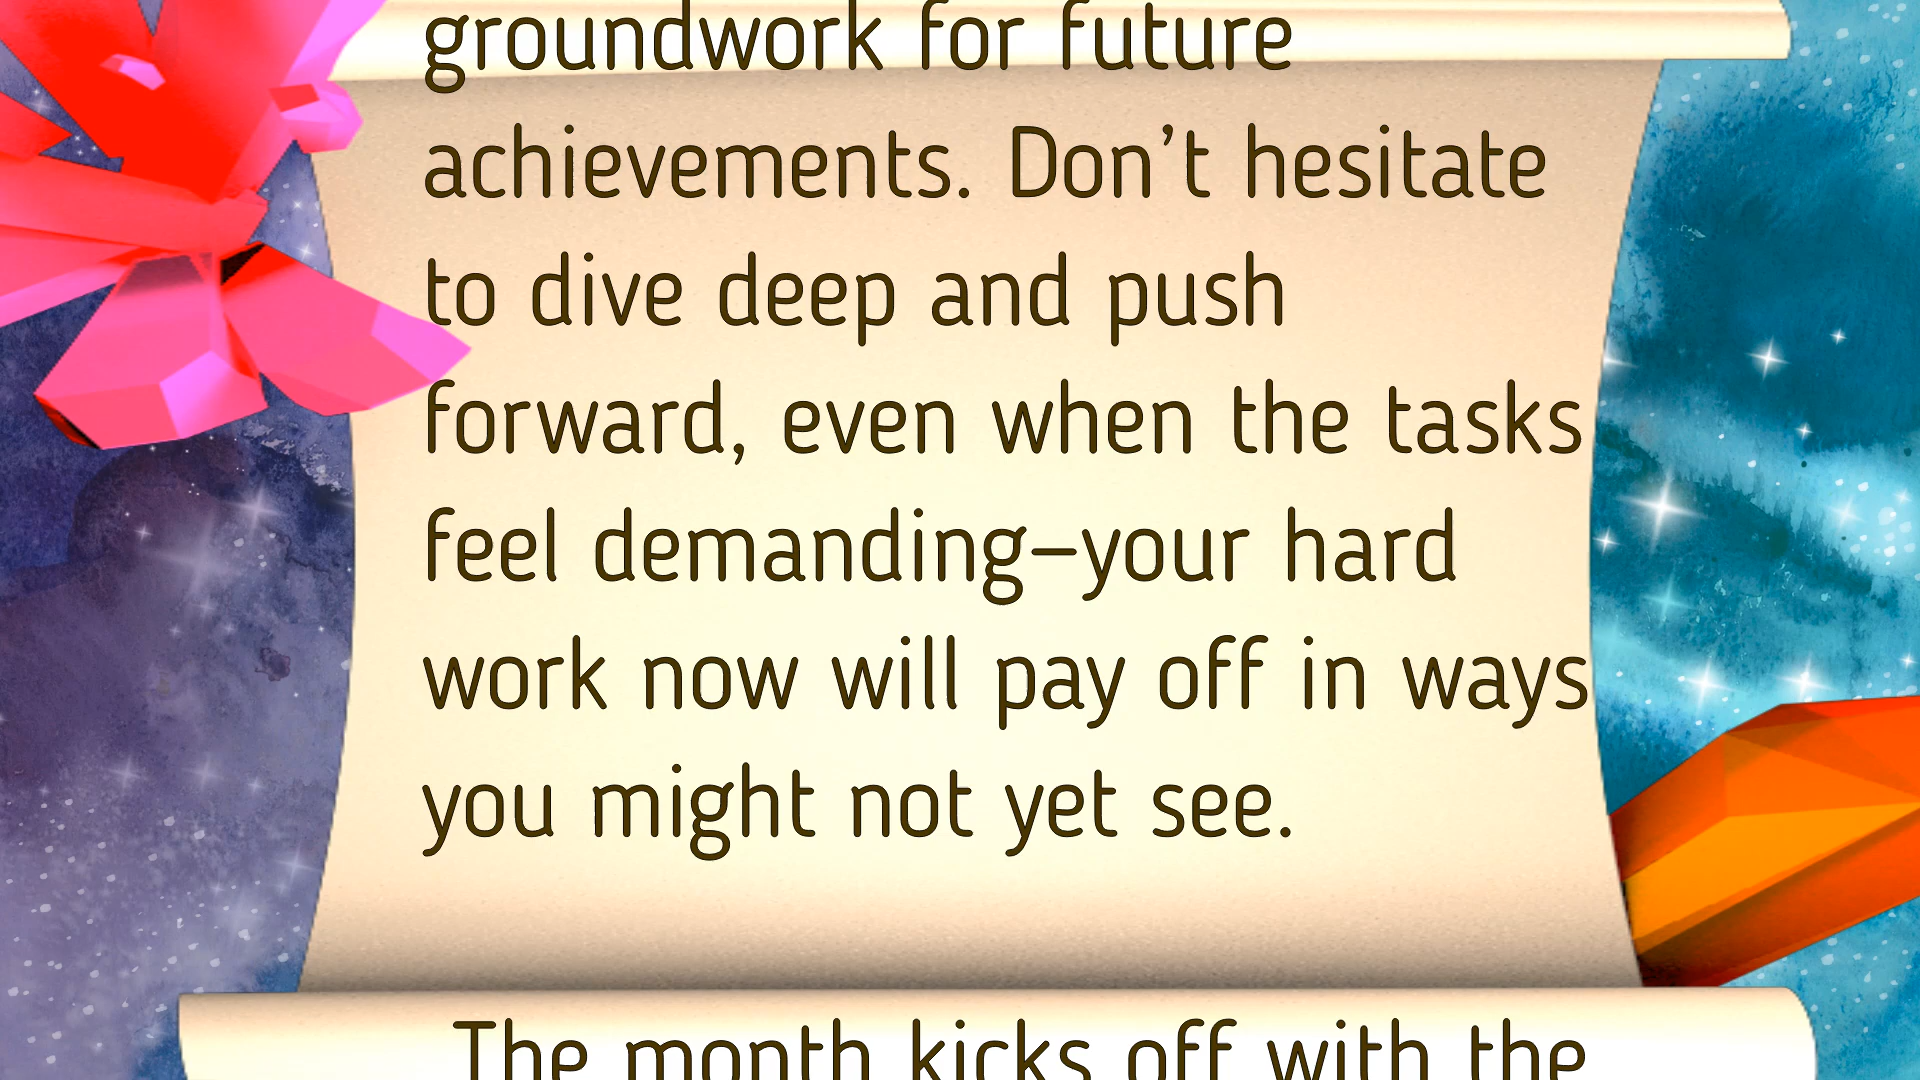 groundwork for future
achievements. Don’t hesitate
to dive deep and push
forward, even when the tasks
feel demanding–your hard
work now will pay off in ways
you might not yet see.
The month kicks off with the